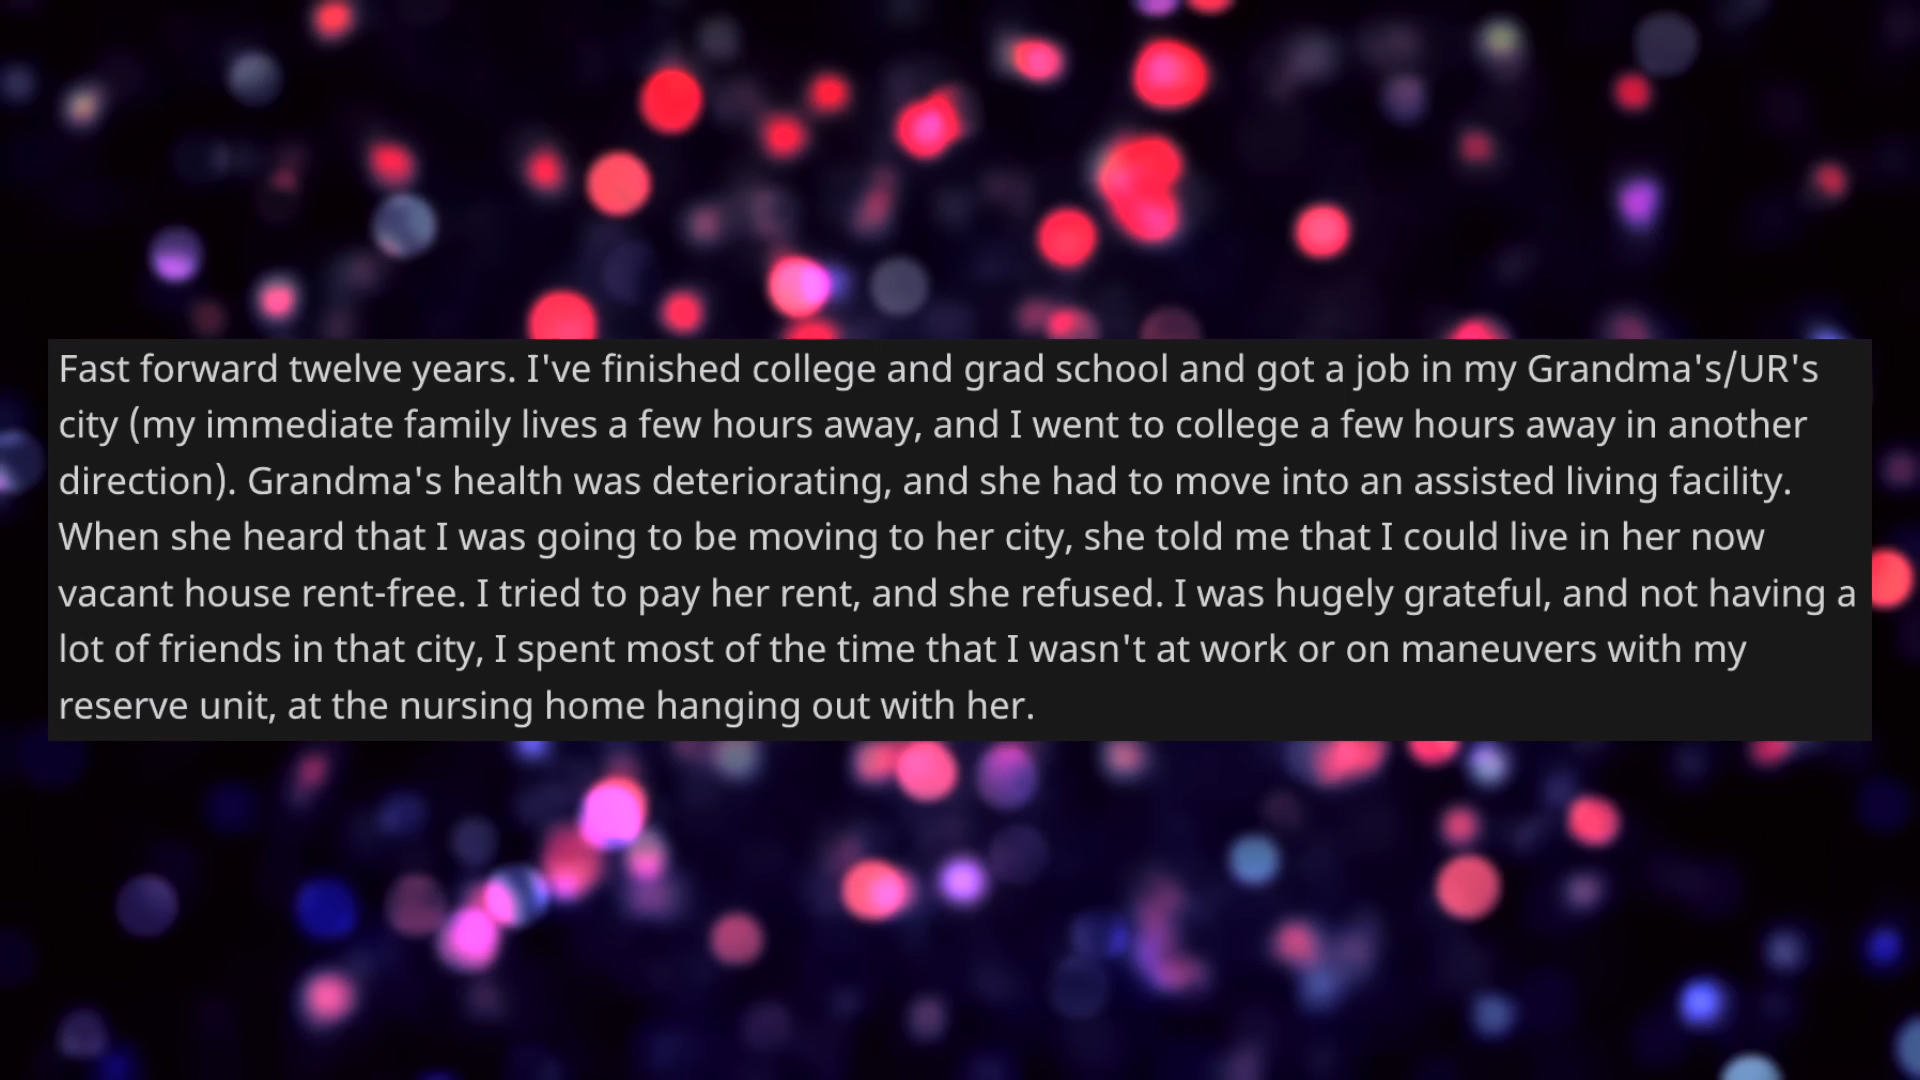 Fast forward twelve years. I've finished college and grad school and got a job in my Grandma's/UR's
city (my immediate family lives a few hours away, and I went to college a few hours away in another
direction). Grandma's health was deteriorating, and she had to move into an assisted living facility.
When she heard that I was going to be moving to her city, she told me that I could live in her now
vacant house rent-free. I tried to pay her rent, and she refused. I was hugely grateful, and not having a
lot of friends in that city, I spent most of the time that I wasn't at work or on maneuvers with my
reserve unit, at the nursing home hanging out with her.